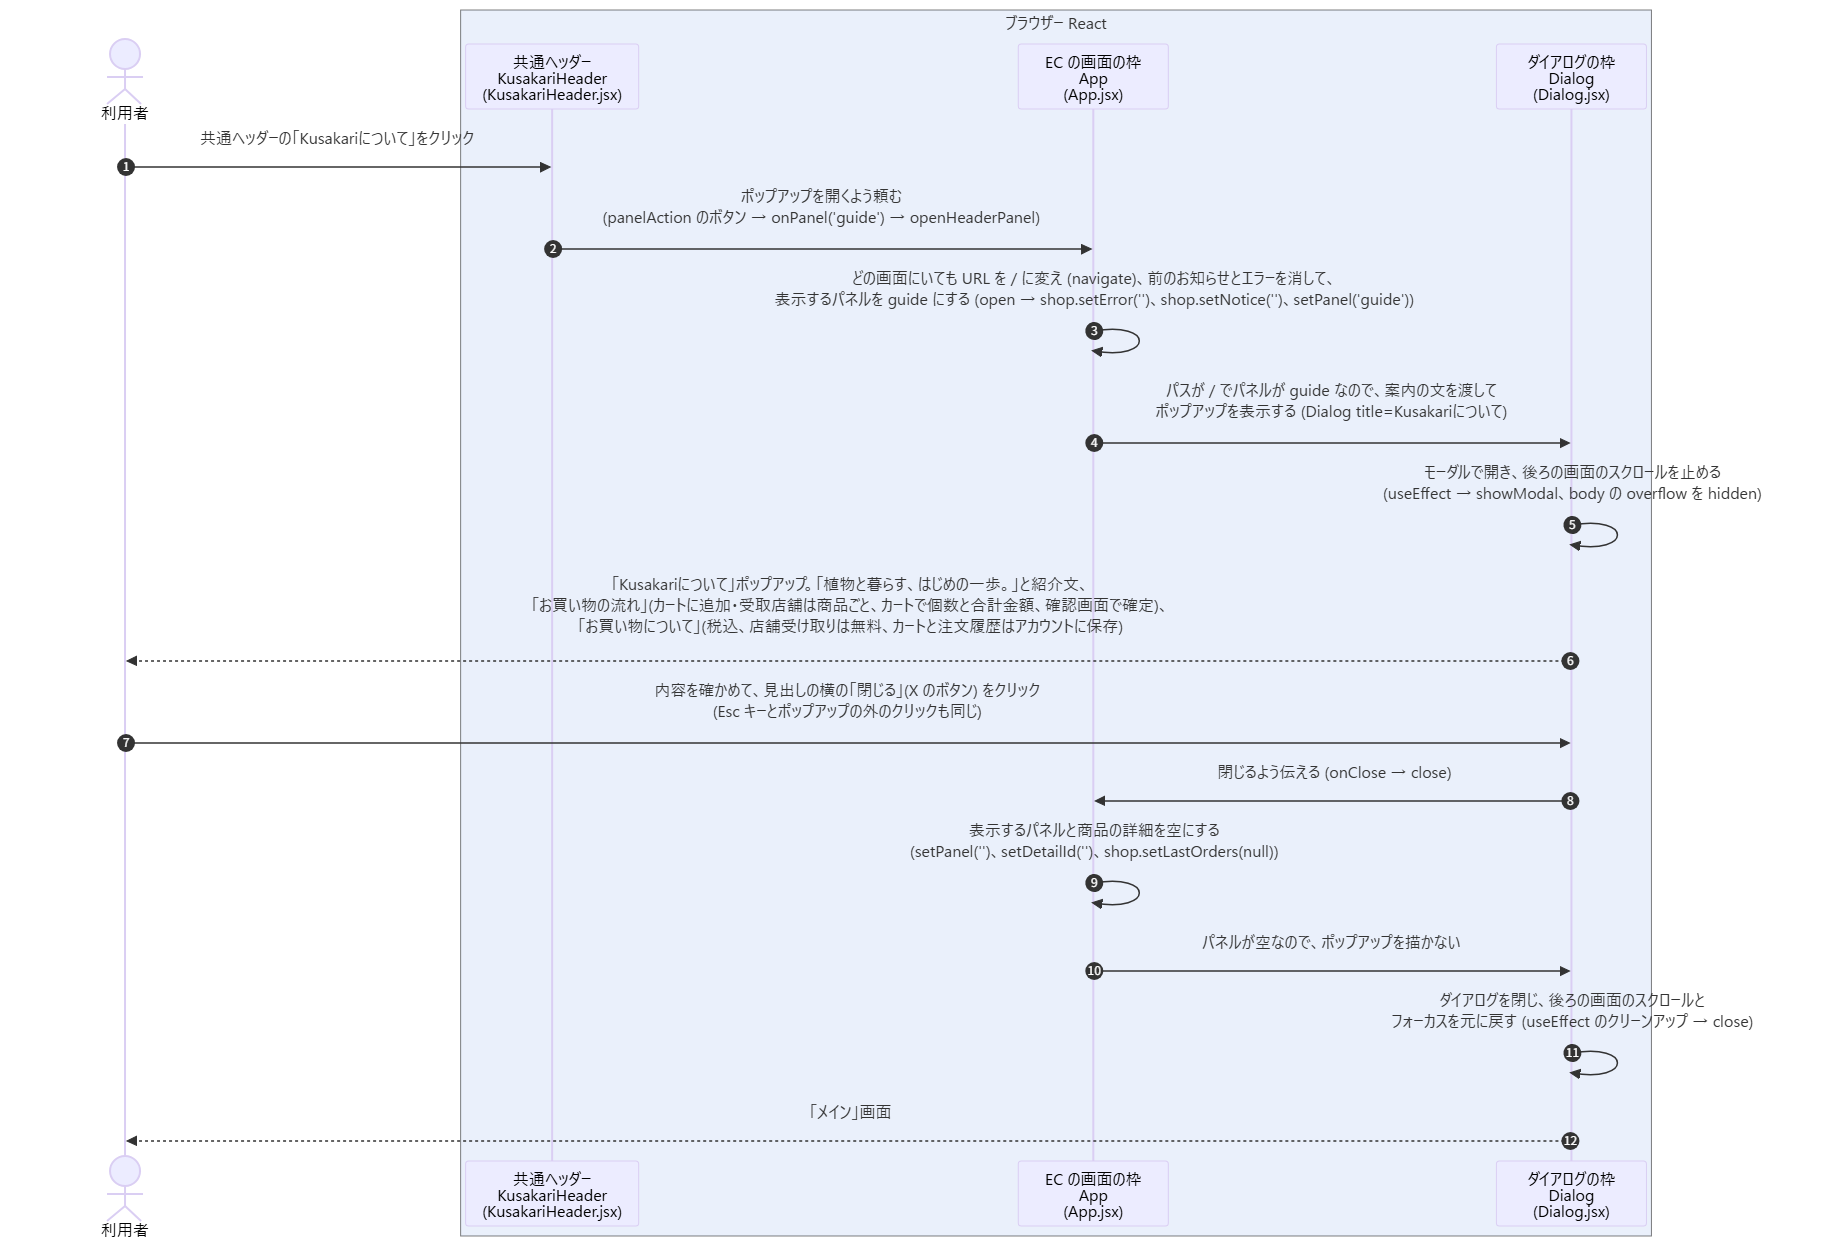 ブラウザー React
利用者
共通ヘッダー
KusakariHeader
(KusakariHeader.jsx)
EC の画面の枠
App
(App.jsx)
ダイアログの枠
Dialog
(Dialog.jsx)
共通ヘッダーの「Kusakariについて」をクリック
1
ポップアップを開くよう頼む
(panelAction のボタン → onPanel('guide') → openHeaderPanel)
2
どの画面にいても URL を / に変え (navigate)、前のお知らせとエラーを消して、
表示するパネルを guide にする (open → shop.setError('')、shop.setNotice('')、setPanel('guide'))
3
パスが / でパネルが guide なので、案内の文を渡して
ポップアップを表示する (Dialog title=Kusakariについて)
4
モーダルで開き、後ろの画面のスクロールを止める
(useEffect → showModal、body の overflow を hidden)
5
「Kusakariについて」ポップアップ。「植物と暮らす、はじめの一歩。」と紹介文、
「お買い物の流れ」(カートに追加・受取店舗は商品ごと、カートで個数と合計金額、確認画面で確定)、
「お買い物について」(税込、店舗受け取りは無料、カートと注文履歴はアカウントに保存)
6
内容を確かめて、見出しの横の「閉じる」(X のボタン) をクリック
(Esc キーとポップアップの外のクリックも同じ)
7
閉じるよう伝える (onClose → close)
8
表示するパネルと商品の詳細を空にする
(setPanel('')、setDetailId('')、shop.setLastOrders(null))
9
パネルが空なので、ポップアップを描かない
10
ダイアログを閉じ、後ろの画面のスクロールと
フォーカスを元に戻す (useEffect のクリーンアップ → close)
11
「メイン」画面
12
利用者
共通ヘッダー
KusakariHeader
(KusakariHeader.jsx)
EC の画面の枠
App
(App.jsx)
ダイアログの枠
Dialog
(Dialog.jsx)